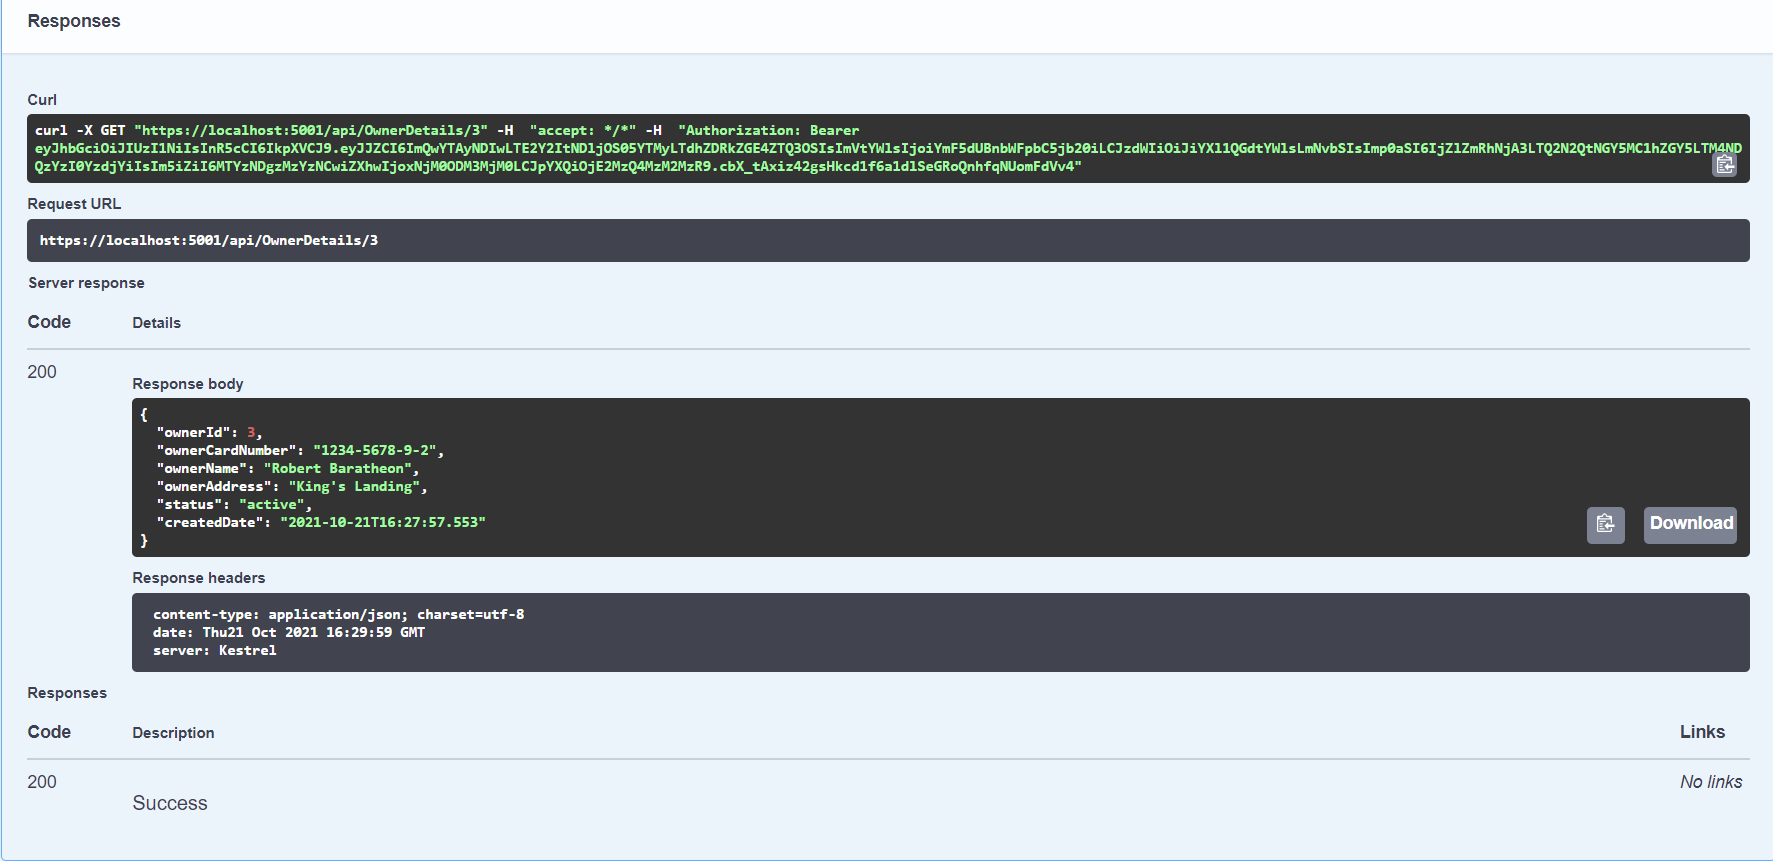 Responses
Curl
curl -X GET "https://localhost:5001/api/OwnerDetails/3" -H  "accept: */*" -H  "Authorization: Bearer
eyJhbGciOiJIUzI1NiIsInR5cCI6IkpXVCJ9.eyJJZCI6ImQwYTAyNDIwLTE2Y2ItNDljOS05YTMyLTdhZDRkZGE4ZTQ3OSIsImVtYWlsIjoiYmF5dUBnbWFpbC5jb20iLCJzdWIiOiJiYXl1QGdtYWlsLmNvbSIsImp0aSI6IjZlZmRhNjA3LTQ2N2QtNGY5MC1hZGY5LTM4ND
QzYzI0YzdjYiIsIm5iZiI6MTYzNDgzMzYzNCwiZXhwIjoxNjM0ODM3MjM0LCJpYXQiOjE2MzQ4MzM2MzR9.cbX_tAxiz42gsHkcd1f6aldlSeGRoQnhfqNUomFdVv4"
Request URL
https://localhost:5001/api/OwnerDetails/3
Server response
Code Details
200
Response body
{
"ownerId": 3,
"ownerCardNumber": "1234-5678-9-2",
"ownerName": "Robert Baratheon",
"ownerAddress": "King's Landing",
"status": "active",
"createdDate": "2021-10-21T16:27:57.553"
}
Download
Response headers
content-type: application/json; charset=utf-8
date: Thu21 Oct 2021 16:29:59 GMT
server: Kestrel
Responses
Code Description Links
200 No links
Success